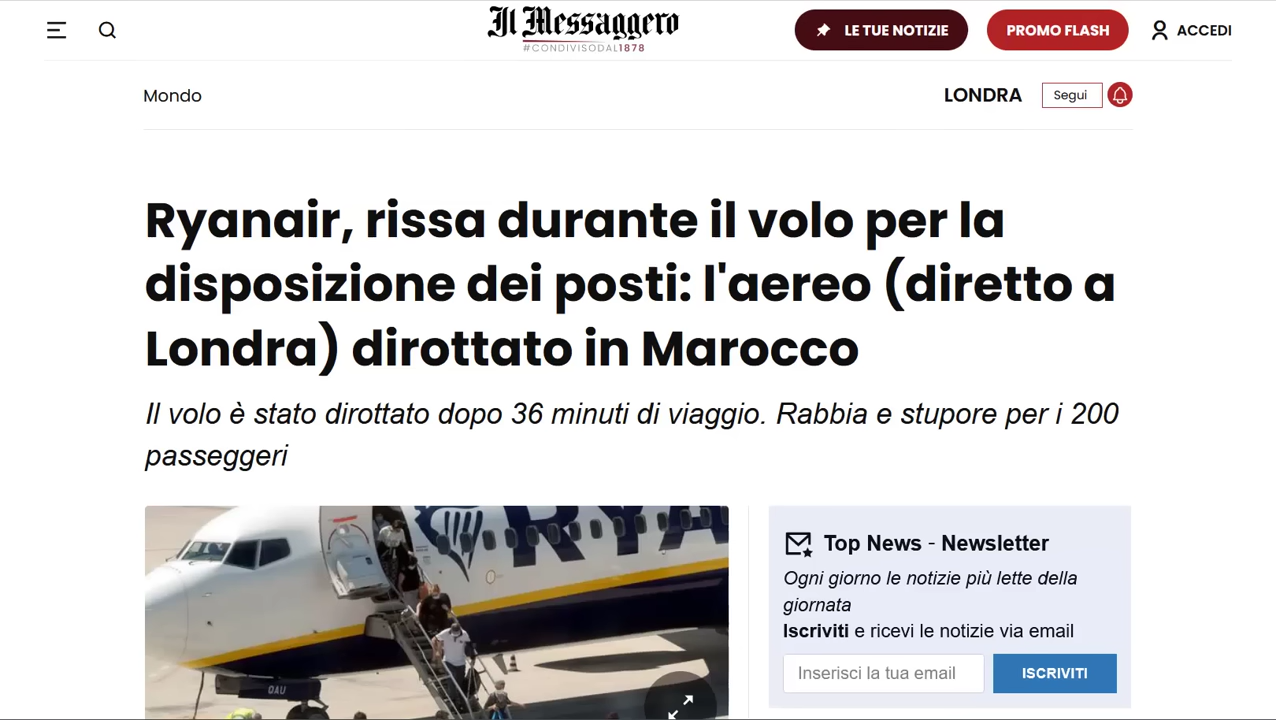 Il Messaggero
#CONDIVISODAL1878
LE TUE NOTIZIE
PROMO FLASH
ACCEDI
Mondo
LONDRA
Segui
Ryanair, rissa durante il volo per la
disposizione dei posti: l'aereo (diretto a
Londra) dirottato in Marocco
Il volo è stato dirottato dopo 36 minuti di viaggio. Rabbia e stupore per i 200
passeggeri
RYA
QAU
Top News - Newsletter
Ogni giorno le notizie più lette della
giornata
Iscriviti e ricevi le notizie via email
Inserisci la tua email
ISCRIVITI